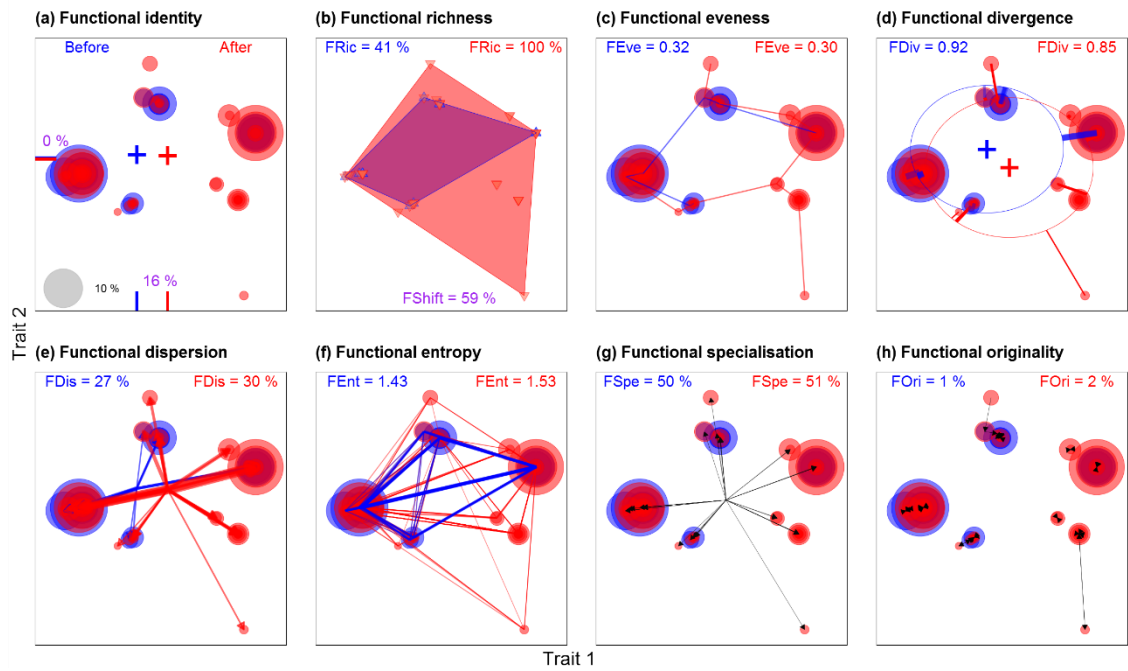 (a) Functional identity
Before
After
0 %
10 %
16 %
(b) Functional richness
FRic = 41 %
FRic = 100 %
FShift = 59 %
(c) Functional eveness
FEve = 0.32
FEve = 0.30
(d) Functional divergence
FDiv = 0.92
FDiv = 0.85
Trait 2
(e) Functional dispersion
FDis = 27 %
FDis = 30 %
(f) Functional entropy
FEnt = 1.43
FEnt = 1.53
(g) Functional specialisation
FSpe = 50 %
FSpe = 51 %
(h) Functional originality
FOri = 1 %
FOri = 2 %
Trait 1